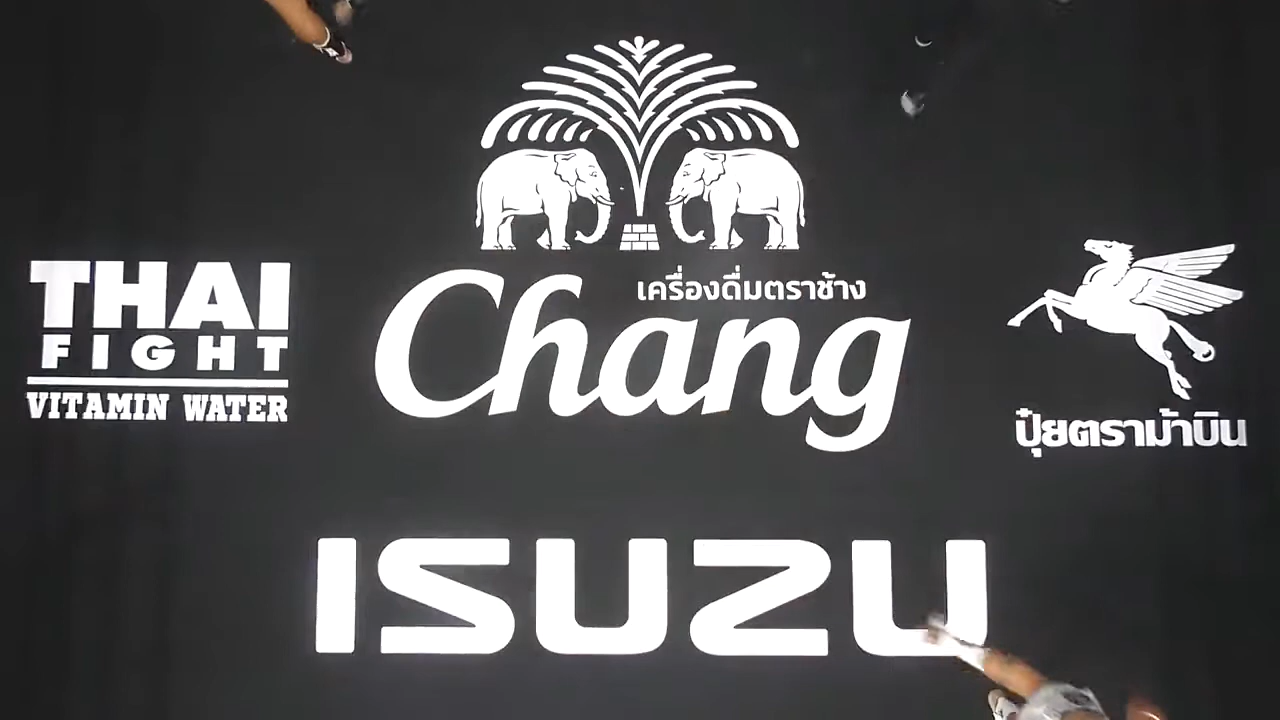 เครื่องดื่มตราช้าง
Chang
THAI
FIGHT
VITAMIN WATER
ปุ๋ยตราม้าบิน
ISUZU